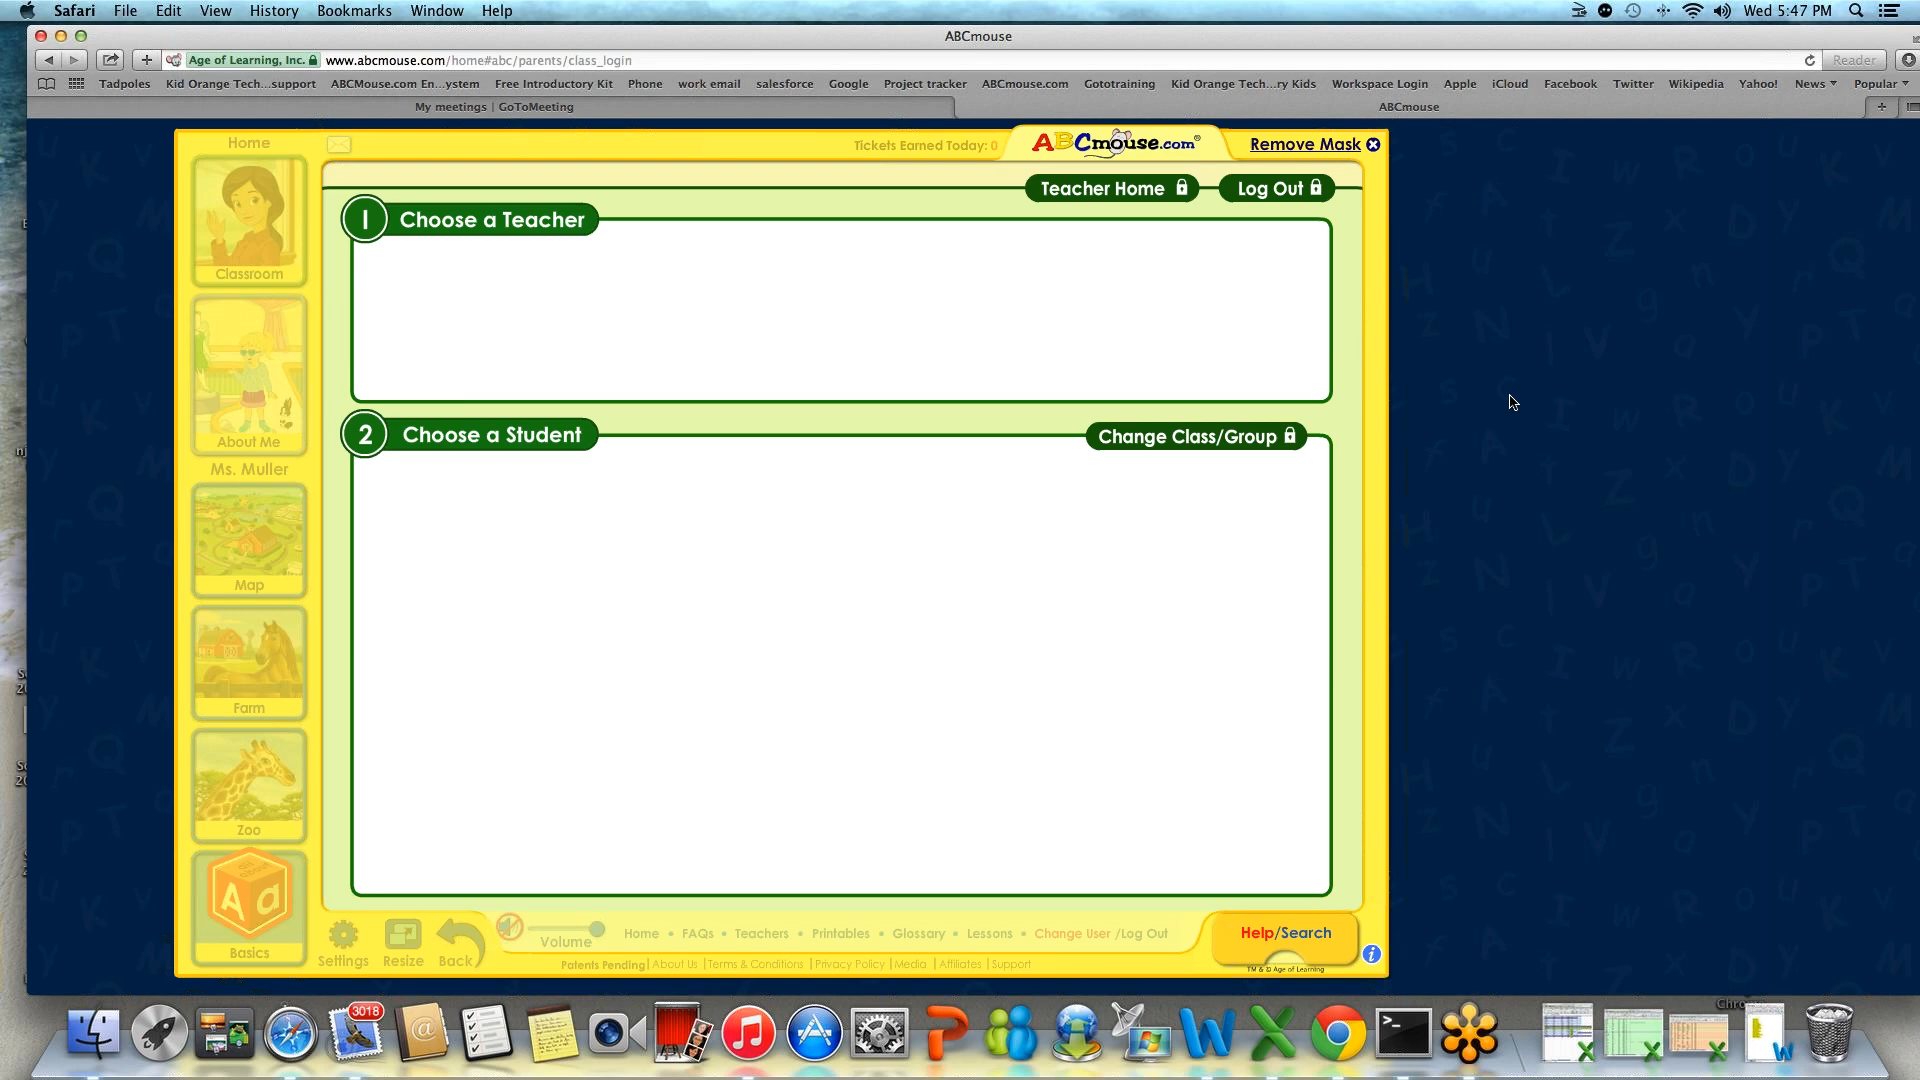 Safari File Edit View History Bookmarks Window Help Wed 5:47 PM
ABCmouse
Age of Learning, Inc. www.abcmouse.com/home#abc/parents/class_login Reader
Tadpoles Kid Orange Tech...support ABCMouse.com En...ystem Free Introductory Kit Phone work email salesforce Google Project tracker ABCmouse.com Gototraining Kid Orange Tech...ry Kids Workspace Login Apple iCloud Facebook Twitter Wikipedia Yahoo! News Popular
My meetings | GoToMeeting ABCmouse
Home Tickets Earned Today: 0 ABCmouse.com® Remove Mask
Teacher Home Log Out
1 Choose a Teacher
Classroom
2 Choose a Student Change Class/Group
About Me
Ms. Muller
Map
Farm
Zoo
Aa
Basics
Settings Resize Back Volume Home • FAQs • Teachers • Printables • Glossary • Lessons • Change User /Log Out Help/Search
Patents Pending | About Us | Terms & Conditions | Privacy Policy | Media | Affiliates | Support
TM & © Age of Learning
3018